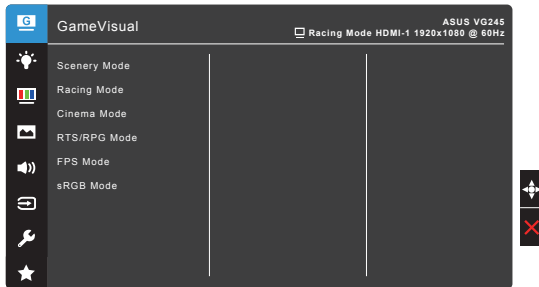 G
GameVisual
ASUS VG245
Racing Mode HDMI-1 1920x1080 @ 60Hz
Scenery Mode
Racing Mode
Cinema Mode
RTS/RPG Mode
FPS Mode
sRGB Mode